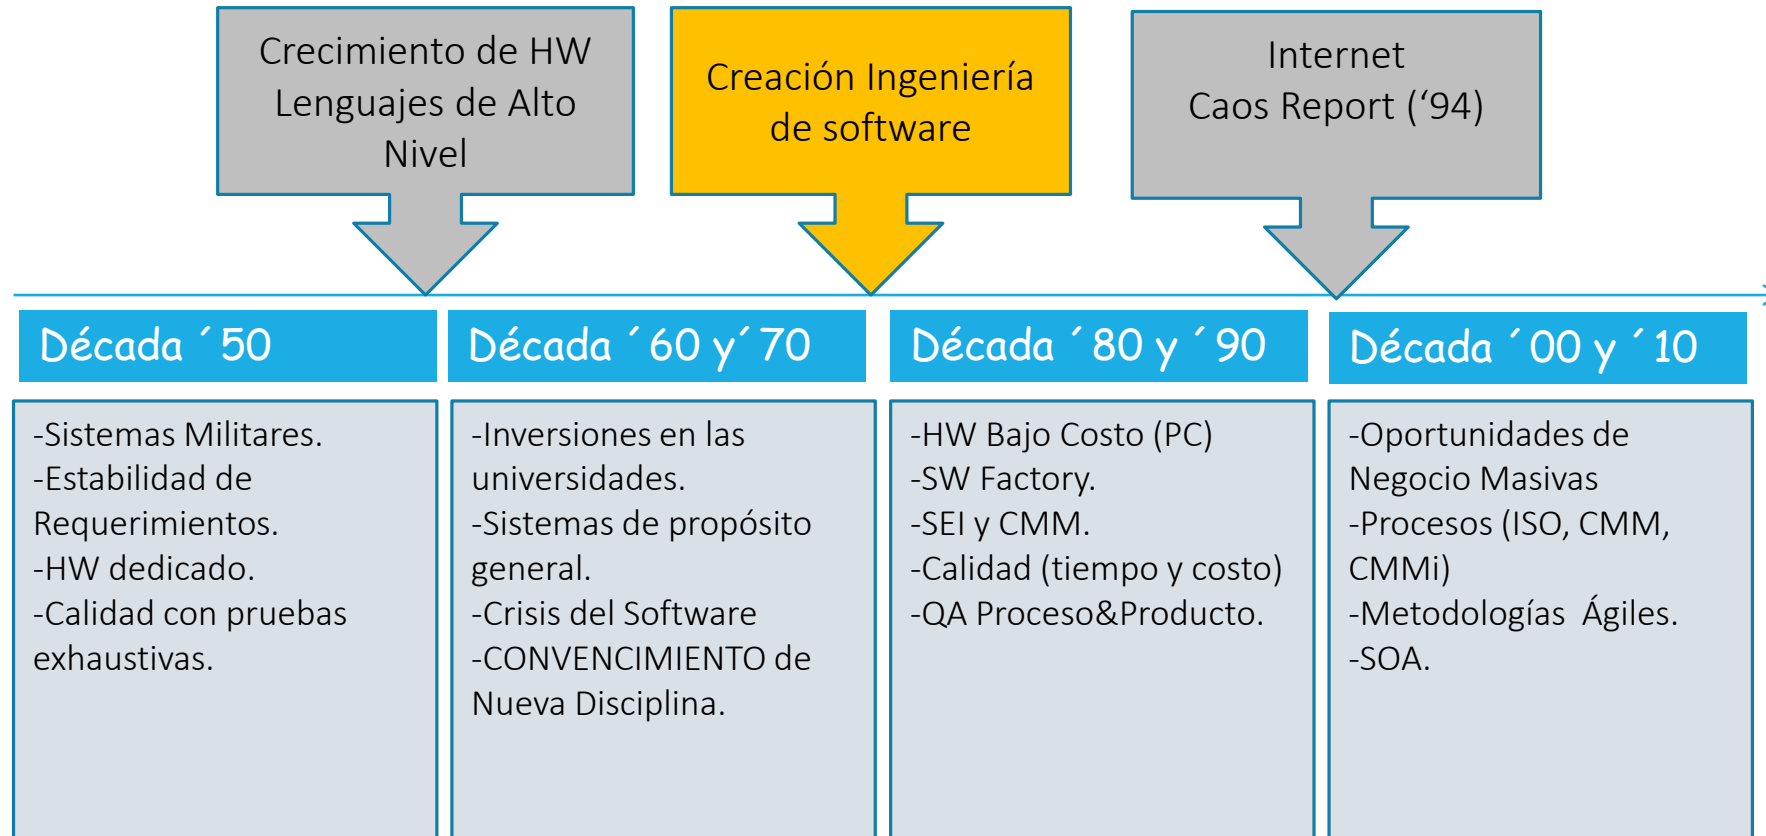 Crecimiento de HW
Lenguajes de Alto
Nivel
Creación Ingeniería
de software
Internet
Caos Report (‘94)
Década ´50
-Sistemas Militares.
-Estabilidad de
Requerimientos.
-HW dedicado.
-Calidad con pruebas
exhaustivas.
Década ´60 y´70
-Inversiones en las
universidades.
-Sistemas de propósito
general.
-Crisis del Software
-CONVENCIMIENTO de
Nueva Disciplina.
Década ´80 y ´90
-HW Bajo Costo (PC)
-SW Factory.
-SEI y CMM.
-Calidad (tiempo y costo)
-QA Proceso&Producto.
Década ´00 y ´10
-Oportunidades de
Negocio Masivas
-Procesos (ISO, CMM,
CMMi)
-Metodologías Ágiles.
-SOA.